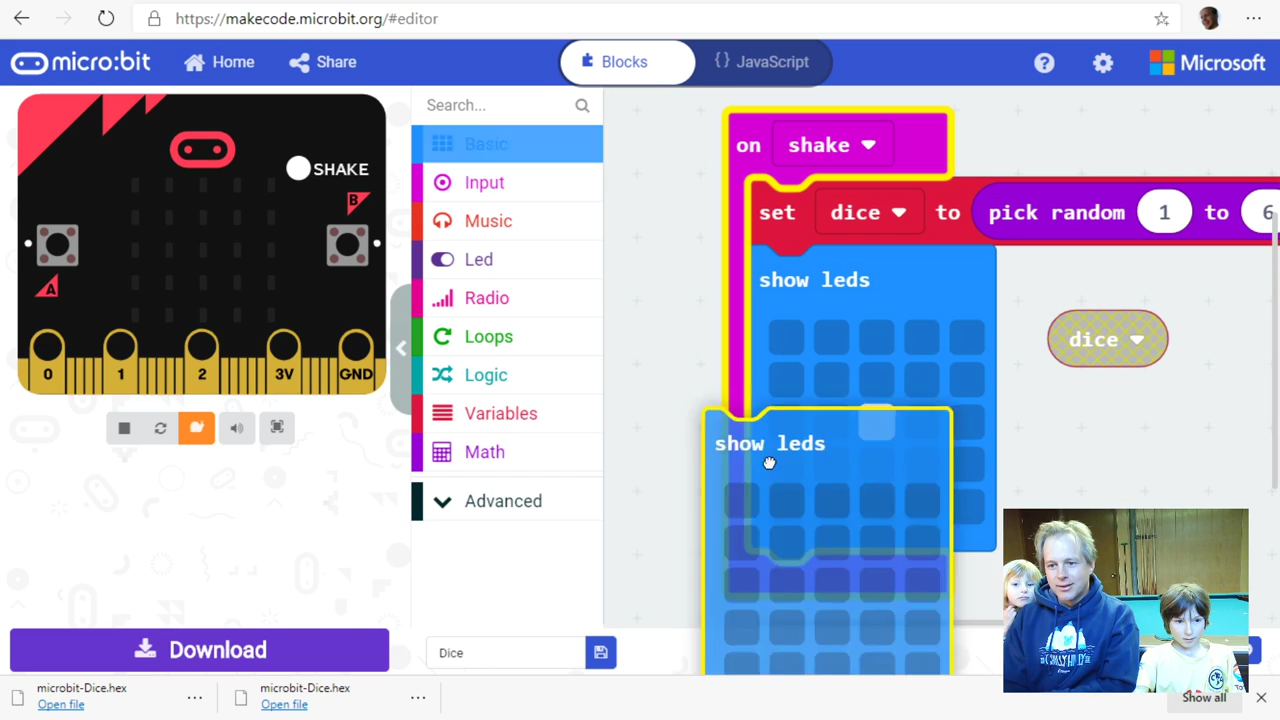 https://makecode.microbit.org/#editor
micro:bit
Home
Share
Blocks
{ } JavaScript
Microsoft
SHAKE
B
A
0 1 2 3V GND
Search...
Basic
Input
Music
Led
Radio
Loops
Logic
Variables
Math
Advanced
on shake
set dice to pick random 1 to 6
show leds
dice
show leds
Download
Dice
microbit-Dice.hex
Open file
microbit-Dice.hex
Open file
Show all